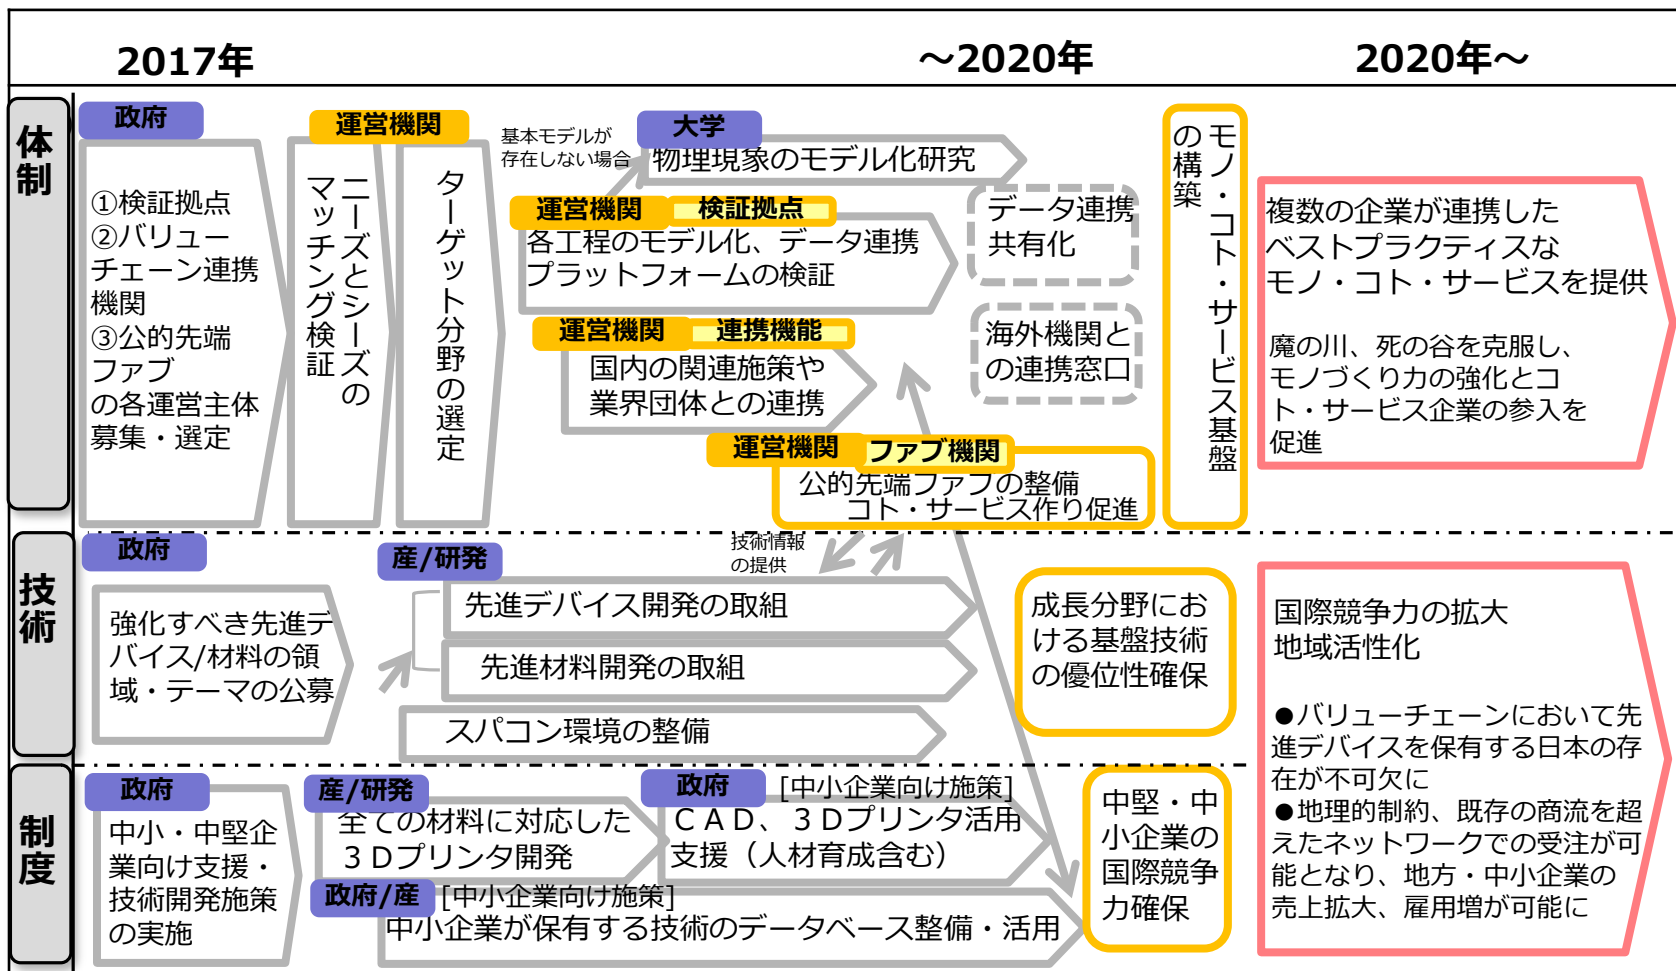 2017年
～2020年
2020年～
体制
政府
①検証拠点
②バリュー
チェーン連携
機関
③公的先端
ファブ
の各運営主体
募集・選定
運営機関
ニーズとシーズの
マッチング検証
ターゲット分野の選定
基本モデルが
存在しない場合
大学
物理現象のモデル化研究
運営機関
検証拠点
各工程のモデル化、データ連携
プラットフォームの検証
運営機関
連携機能
国内の関連施策や
業界団体との連携
データ連携
共有化
海外機関と
の連携窓口
運営機関
ファブ機関
公的先端ファブの整備
コト・サービス作り促進
モノ・コト・サービス基盤
の構築
複数の企業が連携した
ベストプラクティスな
モノ・コト・サービスを提供
魔の川、死の谷を克服し、
モノづくり力の強化とコ
ト・サービス企業の参入を
促進
技術
政府
強化すべき先進デ
バイス/材料の領
域・テーマの公募
産/研発
技術情報
の提供
先進デバイス開発の取組
先進材料開発の取組
スパコン環境の整備
成長分野にお
ける基盤技術
の優位性確保
国際競争力の拡大
地域活性化
●バリューチェーンにおいて先
進デバイスを保有する日本の存
在が不可欠に
●地理的制約、既存の商流を超
えたネットワークでの受注が可
能となり、地方・中小企業の
売上拡大、雇用増が可能に
制度
政府
中小・中堅企
業向け支援・
技術開発施策
の実施
産/研発
全ての材料に対応した
３Ｄプリンタ開発
政府
[中小企業向け施策]
ＣＡＤ、３Ｄプリンタ活用
支援（人材育成含む）
政府/産
[中小企業向け施策]
中小企業が保有する技術のデータベース整備・活用
中堅・中
小企業の
国際競争
力確保